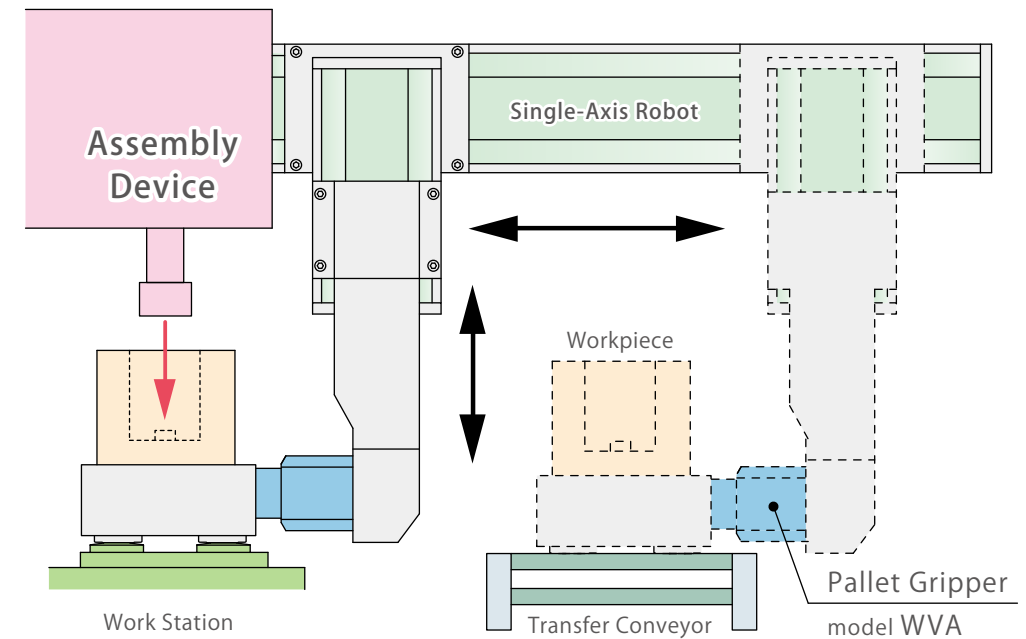 Assembly
Device
Single-Axis Robot
Workpiece
Work Station
Transfer Conveyor
Pallet Gripper
model WVA